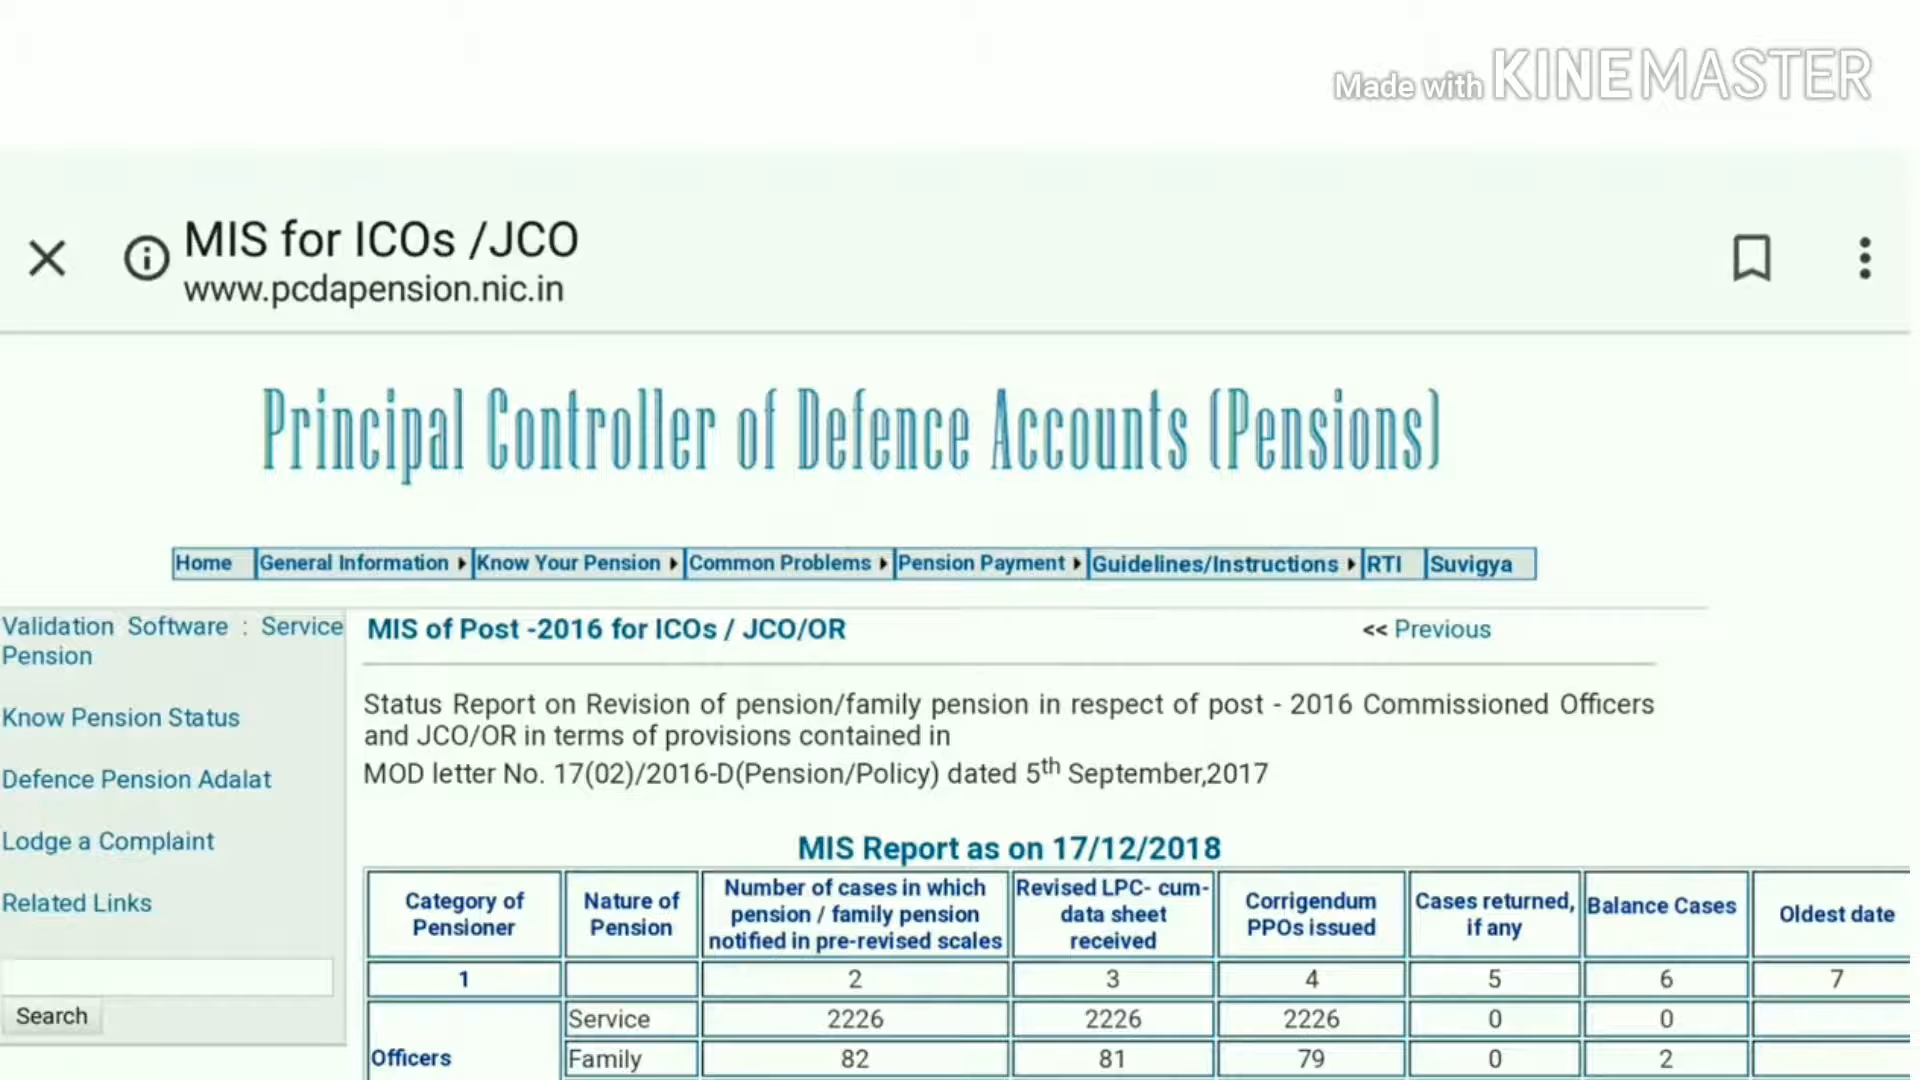 Made with KINEMASTER
MIS for ICOs /JCO
www.pcdapension.nic.in
Principal Controller of Defence Accounts (Pensions)
Home General Information Know Your Pension Common Problems Pension Payment Guidelines/Instructions RTI Suvigya
Validation Software : Service
Pension
Know Pension Status
Defence Pension Adalat
Lodge a Complaint
Related Links
Search
MIS of Post -2016 for ICOs / JCO/OR << Previous
Status Report on Revision of pension/family pension in respect of post - 2016 Commissioned Officers
and JCO/OR in terms of provisions contained in
MOD letter No. 17(02)/2016-D(Pension/Policy) dated 5th September,2017
MIS Report as on 17/12/2018
Category of
Pensioner
Nature of
Pension
Number of cases in which
pension / family pension
notified in pre-revised scales
Revised LPC- cum-
data sheet
received
Corrigendum
PPOs issued
Cases returned,
if any
Balance Cases
Oldest date
1 2 3 4 5 6 7
Officers
Service 2226 2226 2226 0 0
Family 82 81 79 0 2